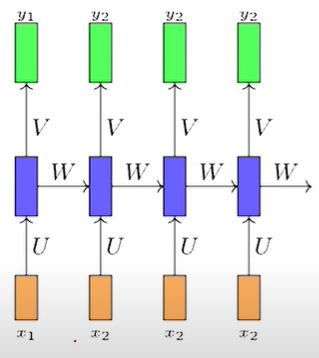 y₁ y₂ y₂ y₂
V V V V
W W W W
U U U U
x₁ x₂ x₂ x₂